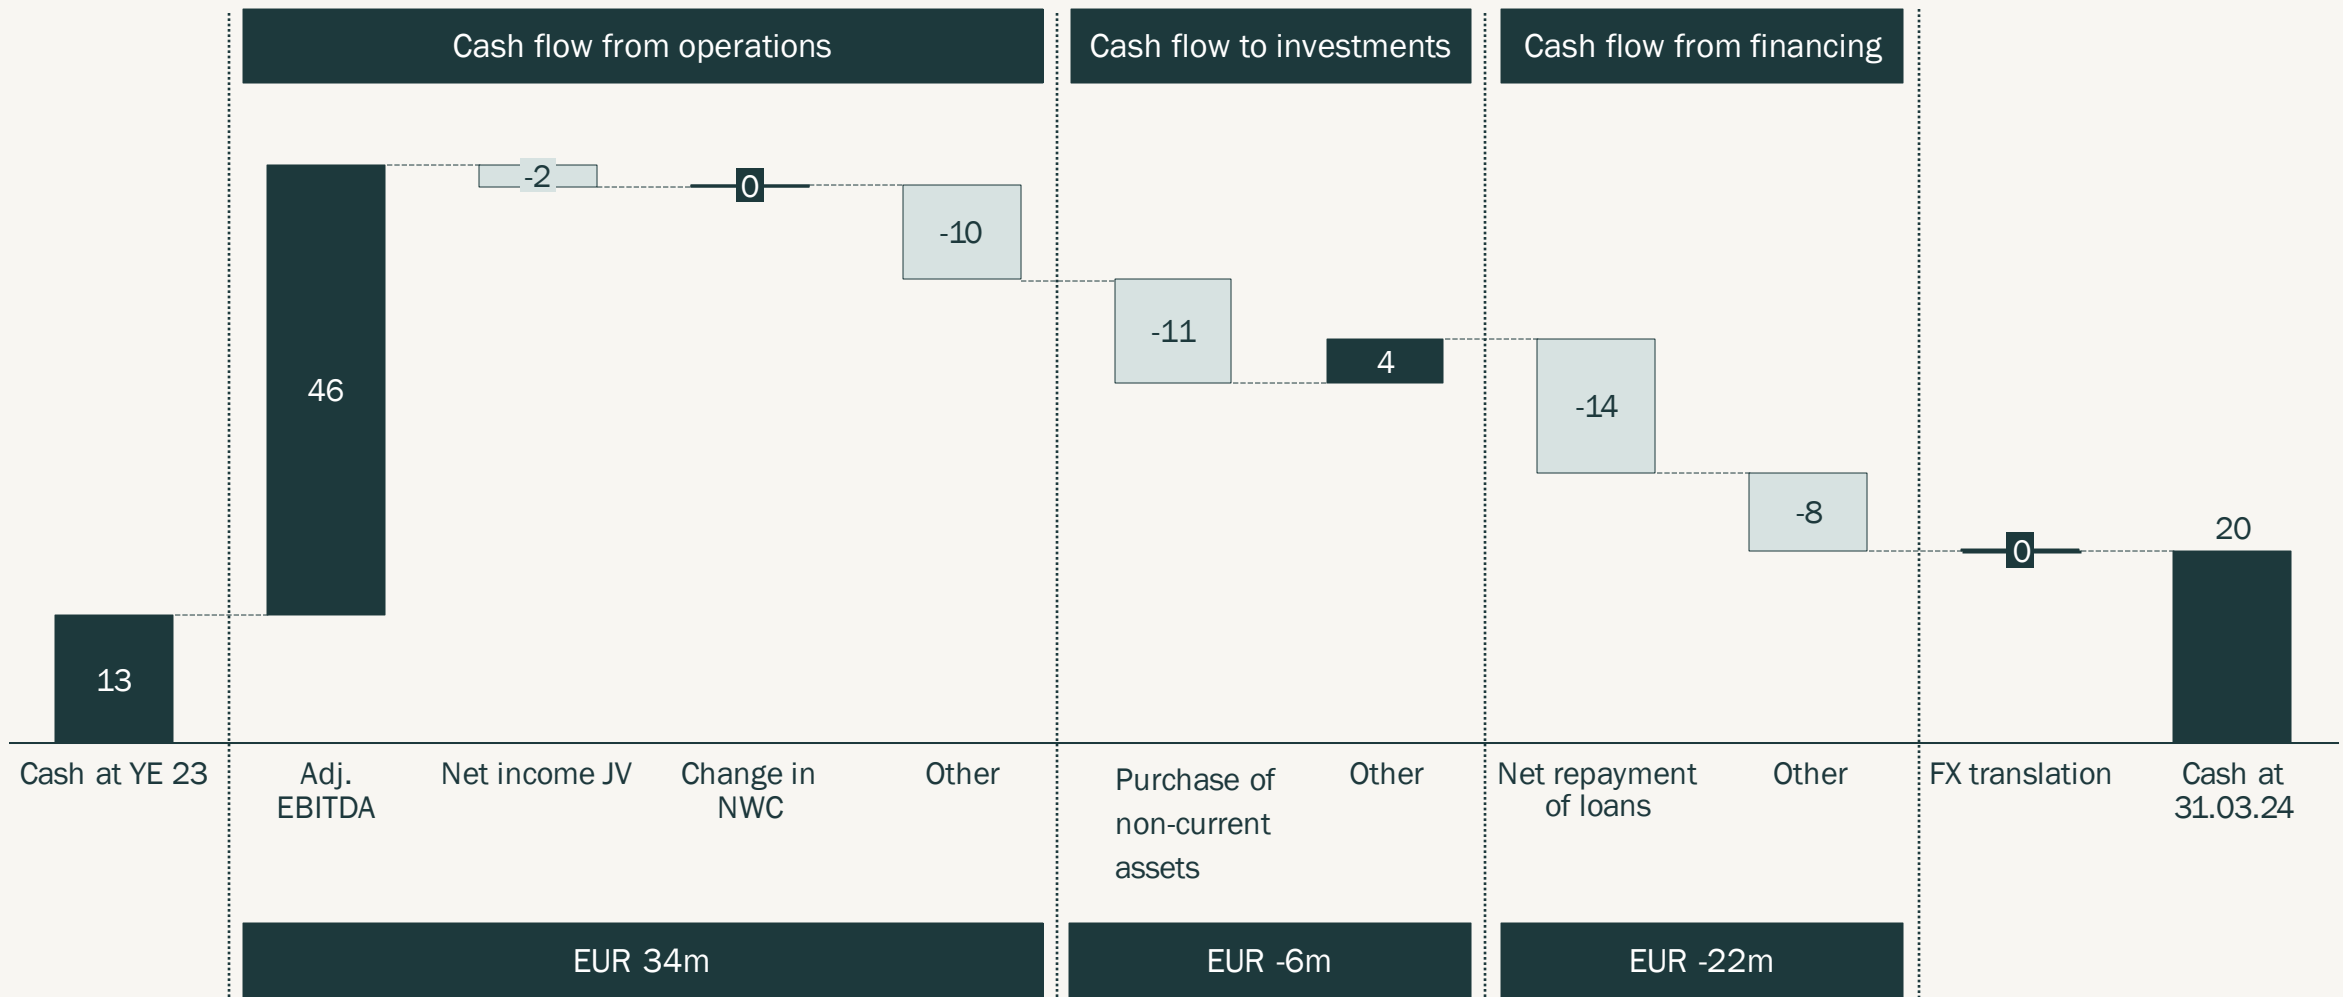 Cash flow from operations
Cash flow to investments
Cash flow from financing
13
46
-2
0
-10
-11
4
-14
-8
0
20
Cash at YE 23
Adj.
EBITDA
Net income JV
Change in
NWC
Other
Purchase of
non-current
assets
Other
Net repayment
of loans
Other
FX translation
Cash at
31.03.24
EUR 34m
EUR -6m
EUR -22m